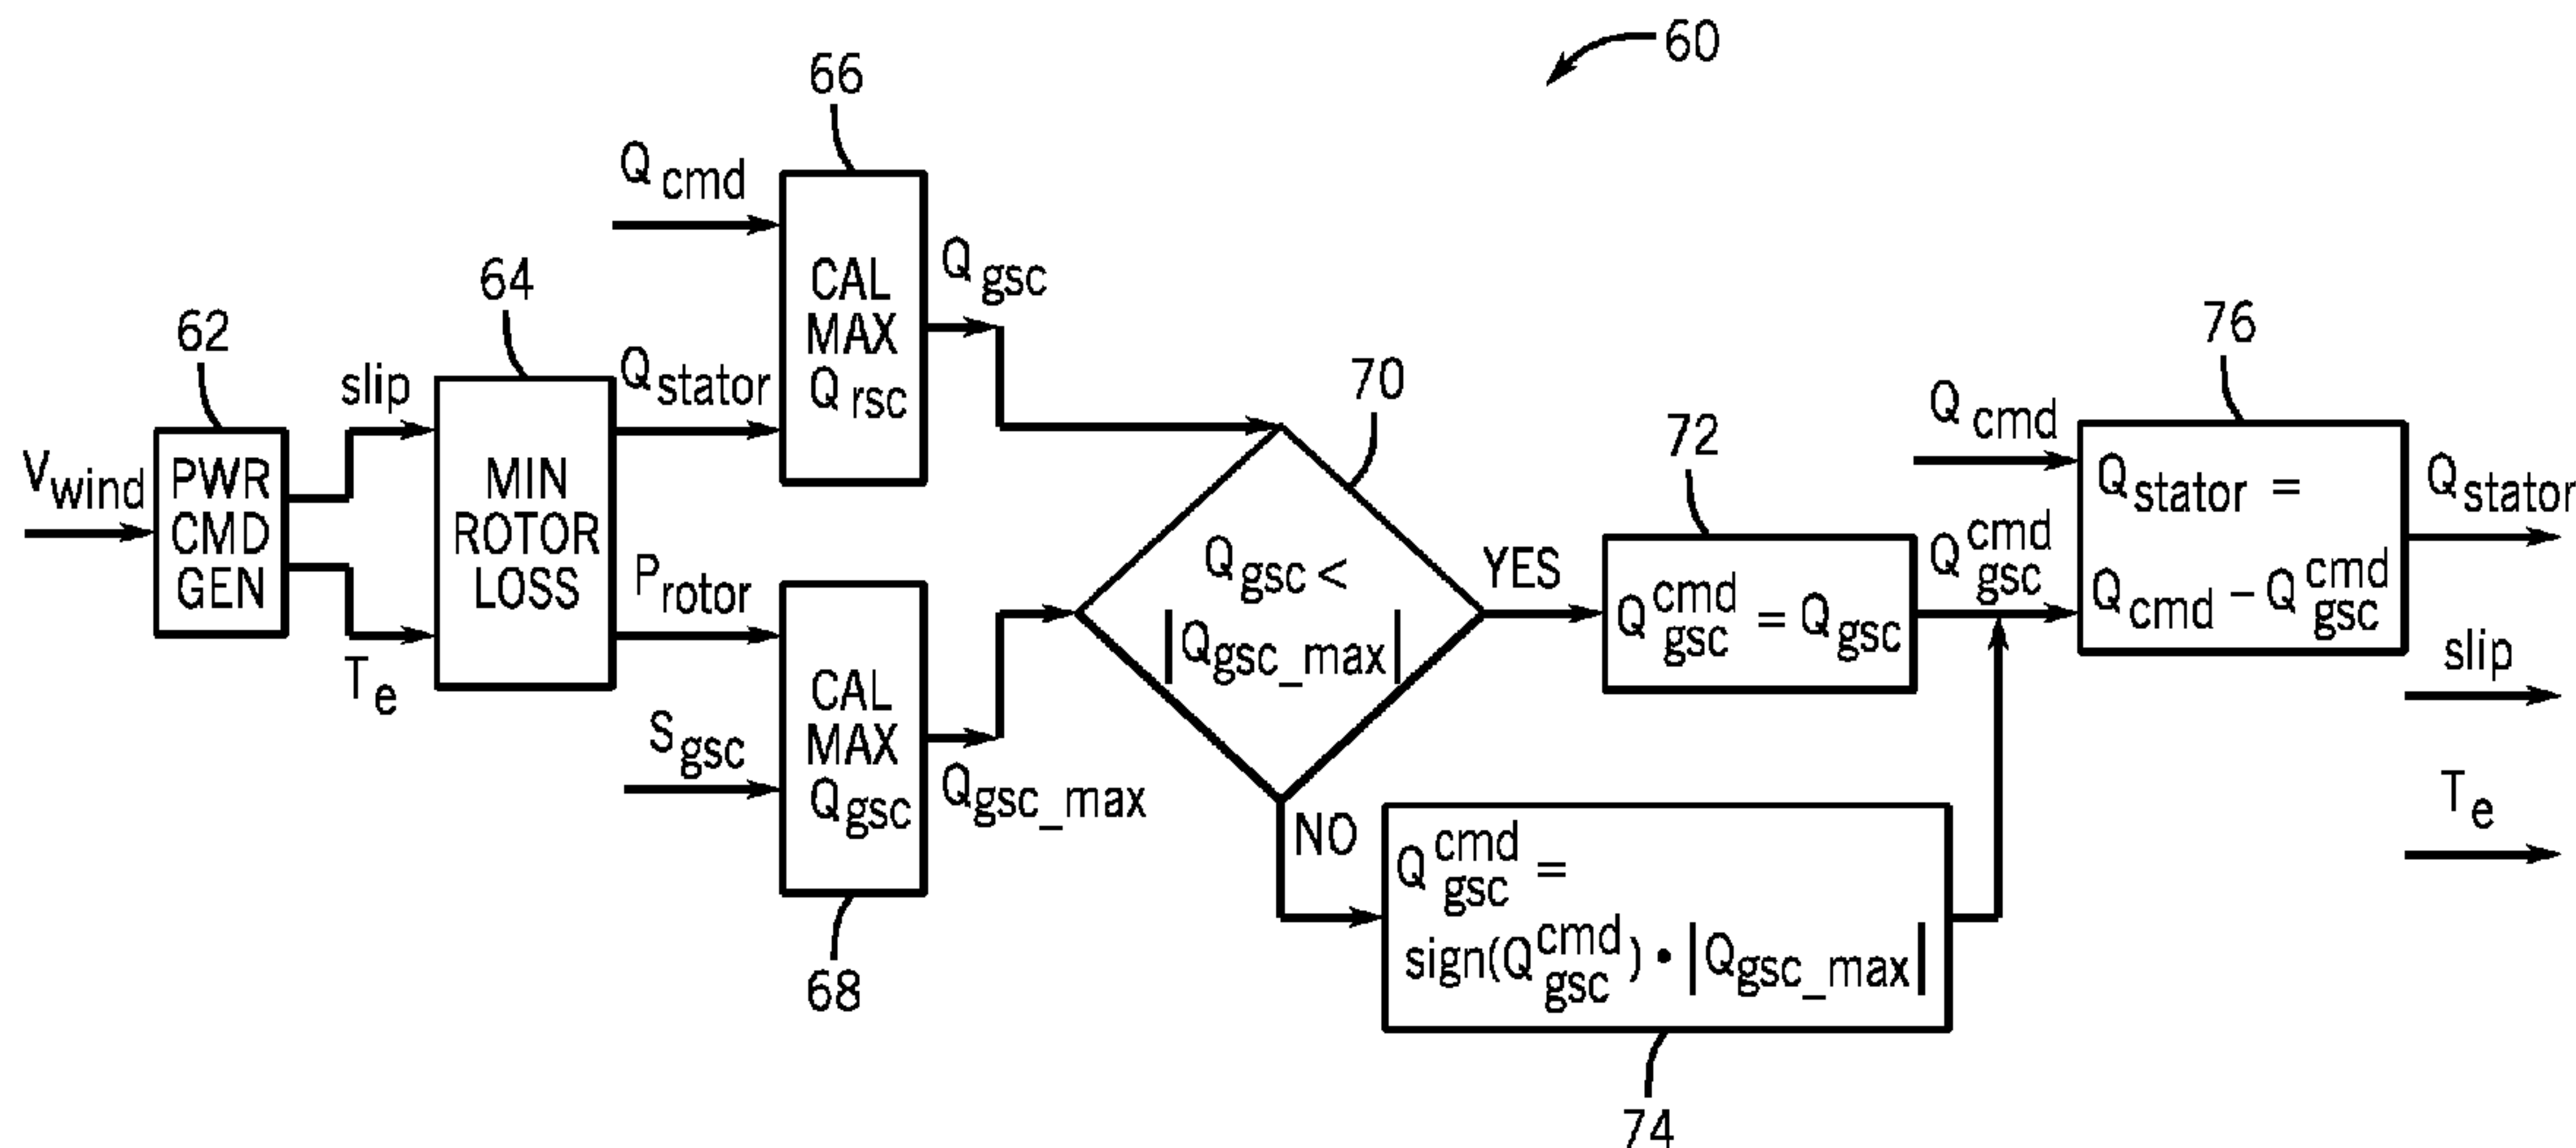 60
66
Q cmd
CAL
MAX
Q rsc
Q gsc
64
62
slip
Q stator
V wind
PWR
CMD
GEN
MIN
ROTOR
LOSS
T e
P rotor
S gsc
CAL
MAX
Q gsc
Q gsc_max
68
70
Q gsc <
|Q gsc_max|
YES
NO
72
Q cmd gsc = Q gsc
74
Q cmd gsc =
sign(Q cmd gsc) • |Q gsc_max|
Q cmd
Q cmd gsc
76
Q stator =
Q cmd – Q cmd gsc
Q stator
slip
T e